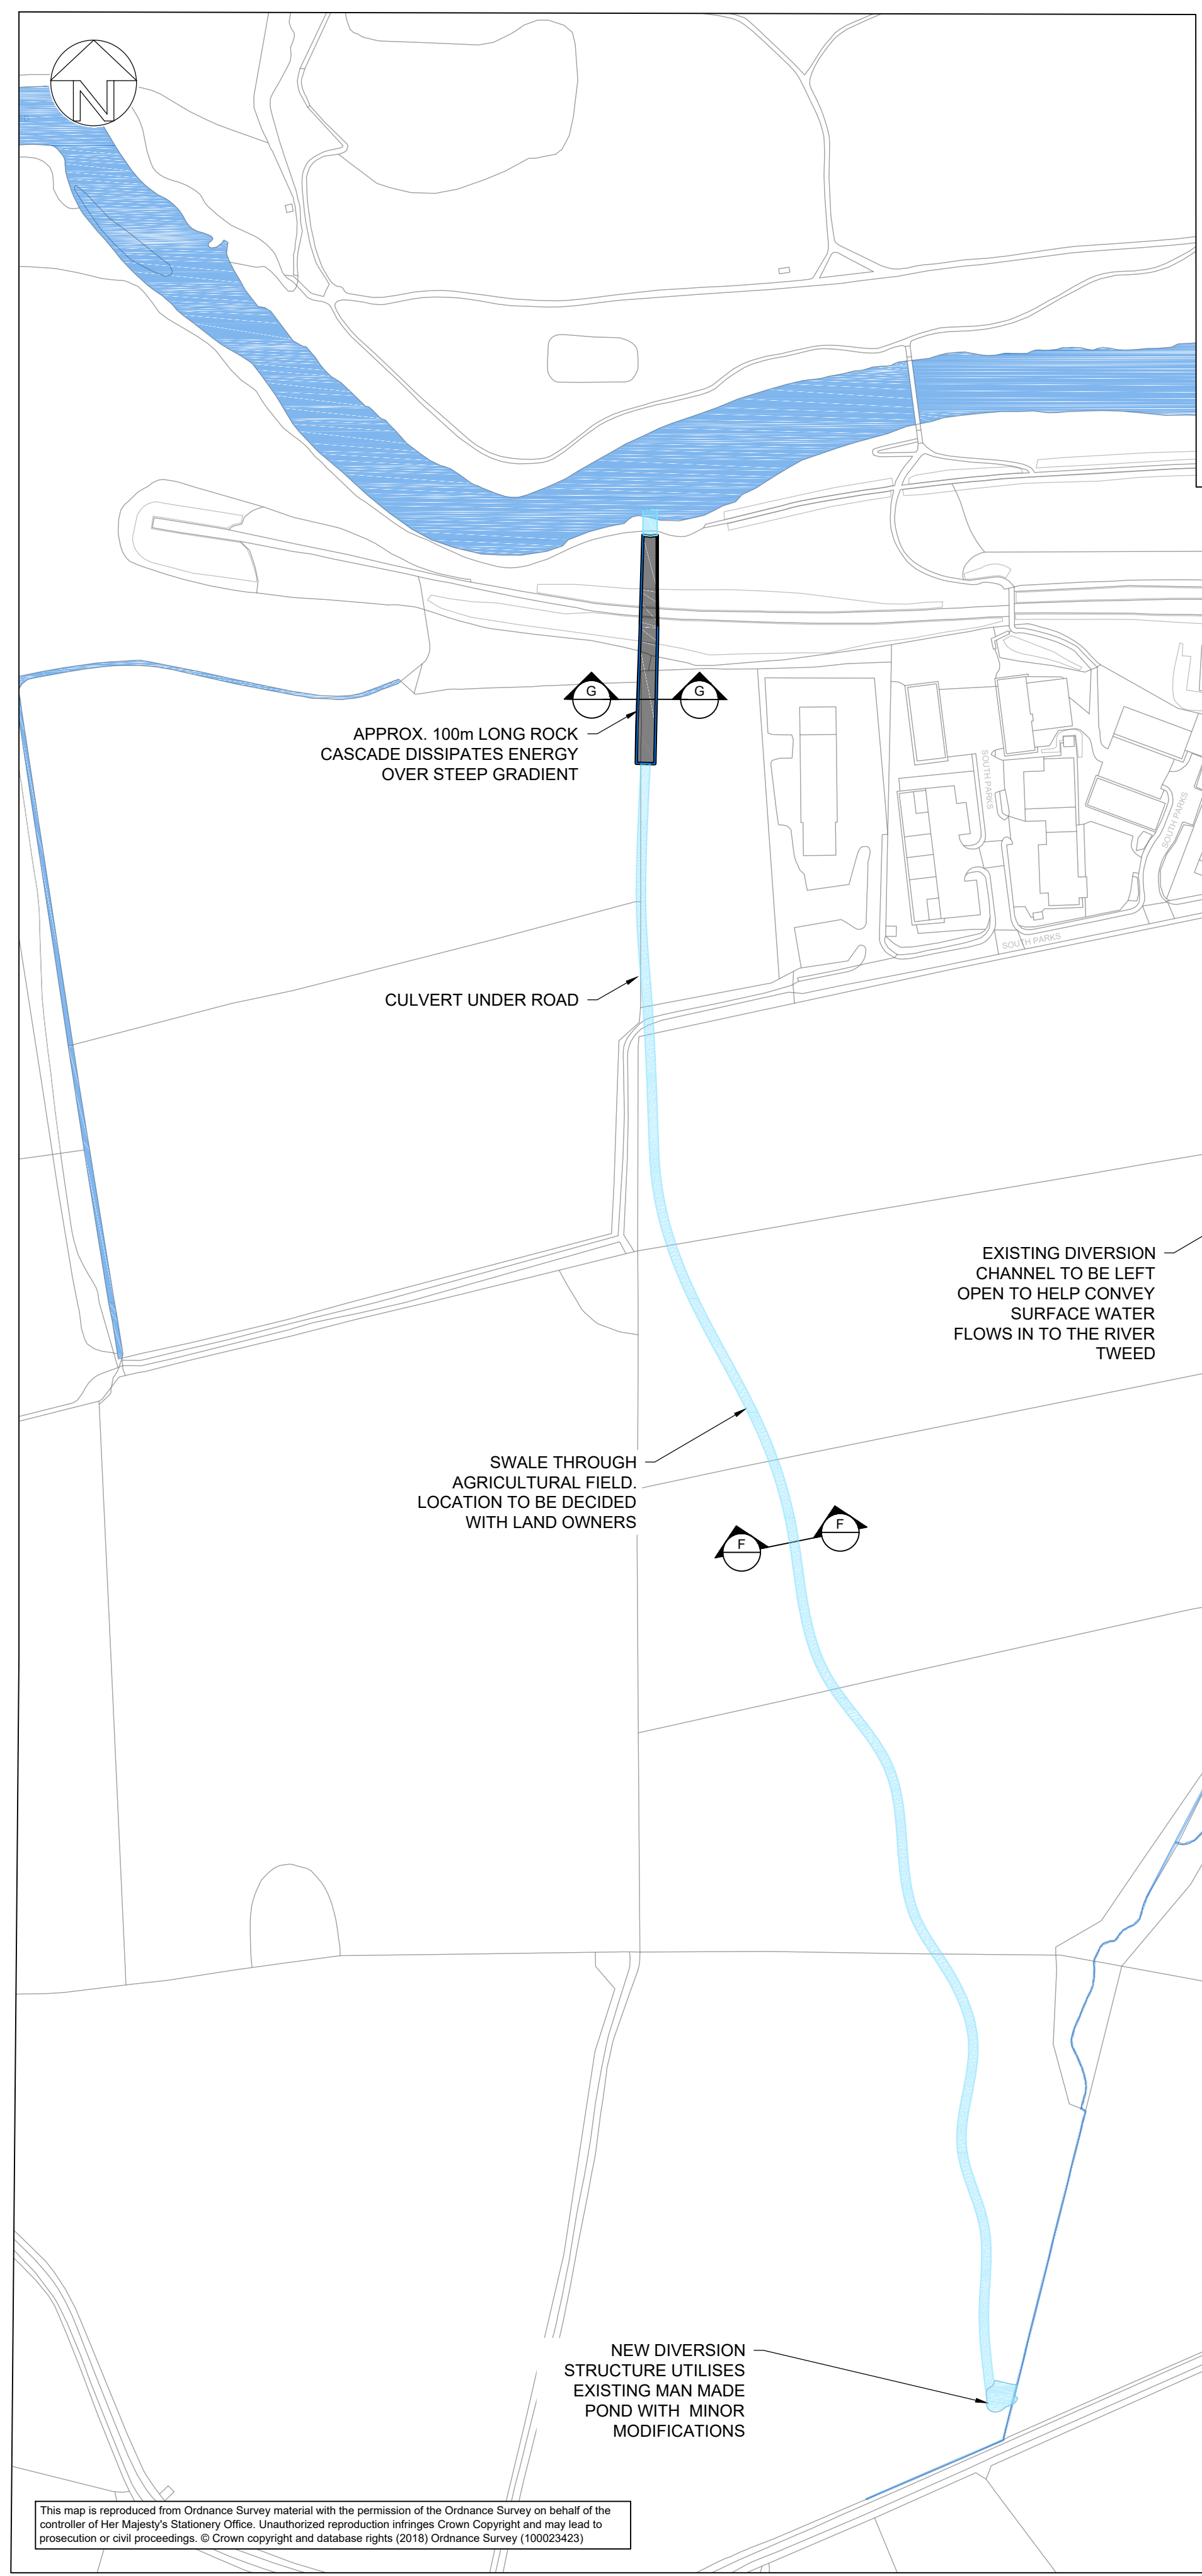 N
G
G
APPROX. 100m LONG ROCK
CASCADE DISSIPATES ENERGY
OVER STEEP GRADIENT
SOUTH PARKS
SOUTH PARKS
SOUTH PARKS
CULVERT UNDER ROAD
EXISTING DIVERSION
CHANNEL TO BE LEFT
OPEN TO HELP CONVEY
SURFACE WATER
FLOWS IN TO THE RIVER
TWEED
SWALE THROUGH
AGRICULTURAL FIELD.
LOCATION TO BE DECIDED
WITH LAND OWNERS
F
F
NEW DIVERSION
STRUCTURE UTILISES
EXISTING MAN MADE
POND WITH MINOR
MODIFICATIONS
This map is reproduced from Ordnance Survey material with the permission of the Ordnance Survey on behalf of the
controller of Her Majesty's Stationery Office. Unauthorized reproduction infringes Crown Copyright and may lead to
prosecution or civil proceedings. © Crown copyright and database rights (2018) Ordnance Survey (100023423)